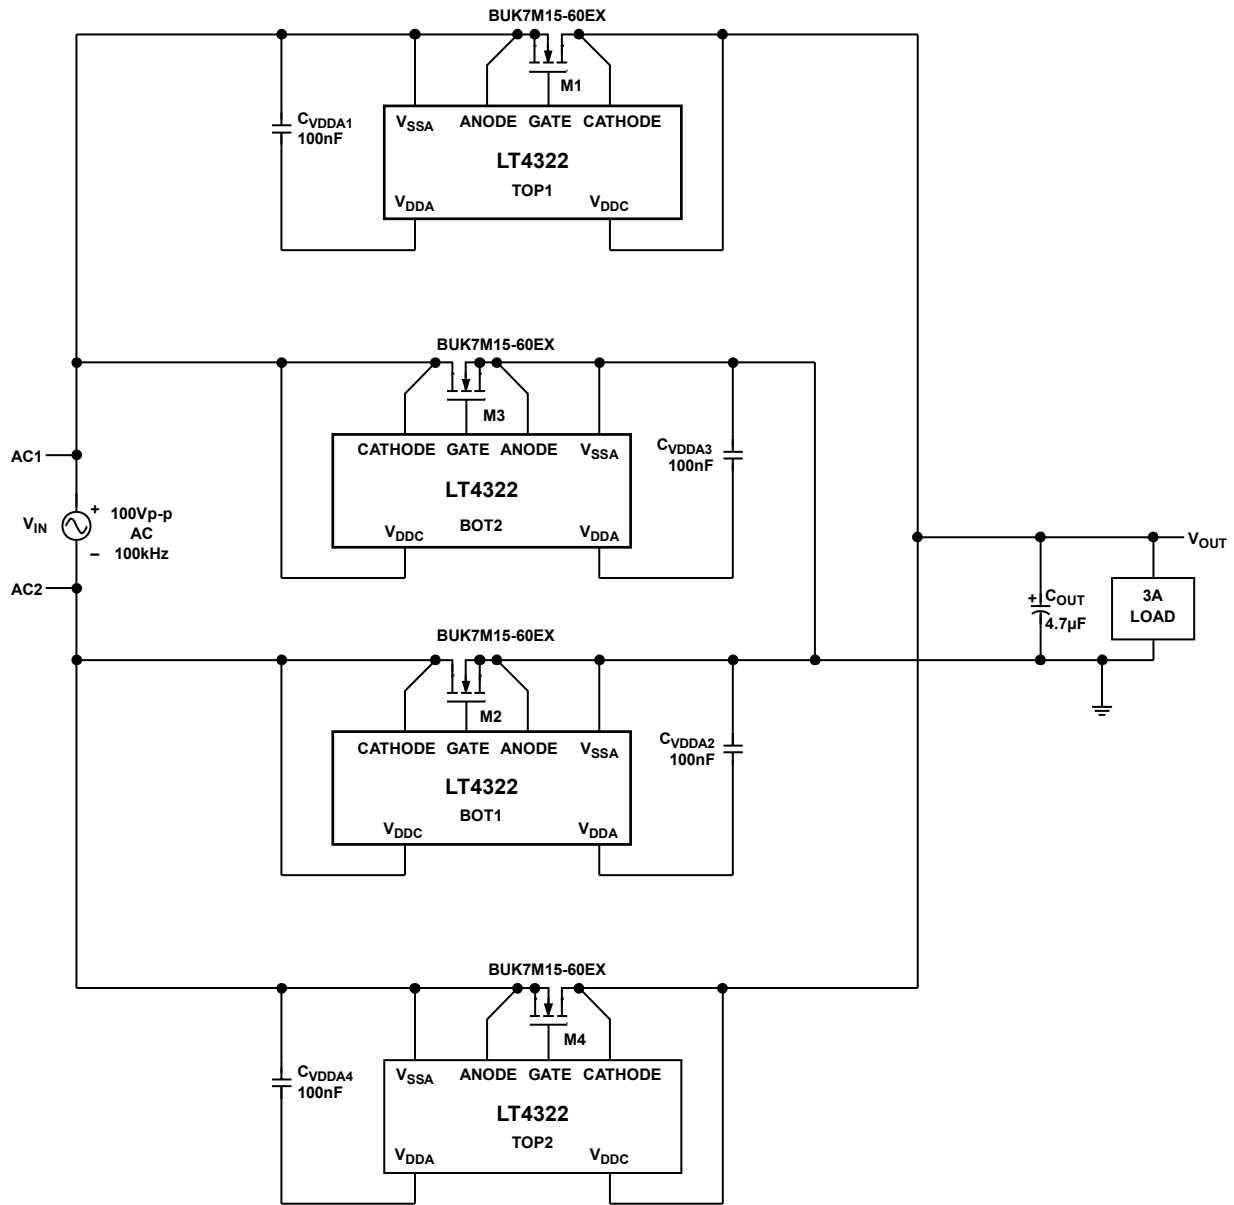 BUK7M15-60EX
M1
CVDDA1
100nF
VSSA ANODE GATE CATHODE
LT4322
TOP1
VDDA VDDC
BUK7M15-60EX
M3
CATHODE GATE ANODE VSSA
LT4322
BOT2
VDDC VDDA
CVDDA3
100nF
AC1
VIN
+
−
100Vp-p
AC
100kHz
AC2
VOUT
+
COUT
4.7µF
3A
LOAD
BUK7M15-60EX
M2
CATHODE GATE ANODE VSSA
LT4322
BOT1
VDDC VDDA
CVDDA2
100nF
BUK7M15-60EX
M4
CVDDA4
100nF
VSSA ANODE GATE CATHODE
LT4322
TOP2
VDDA VDDC